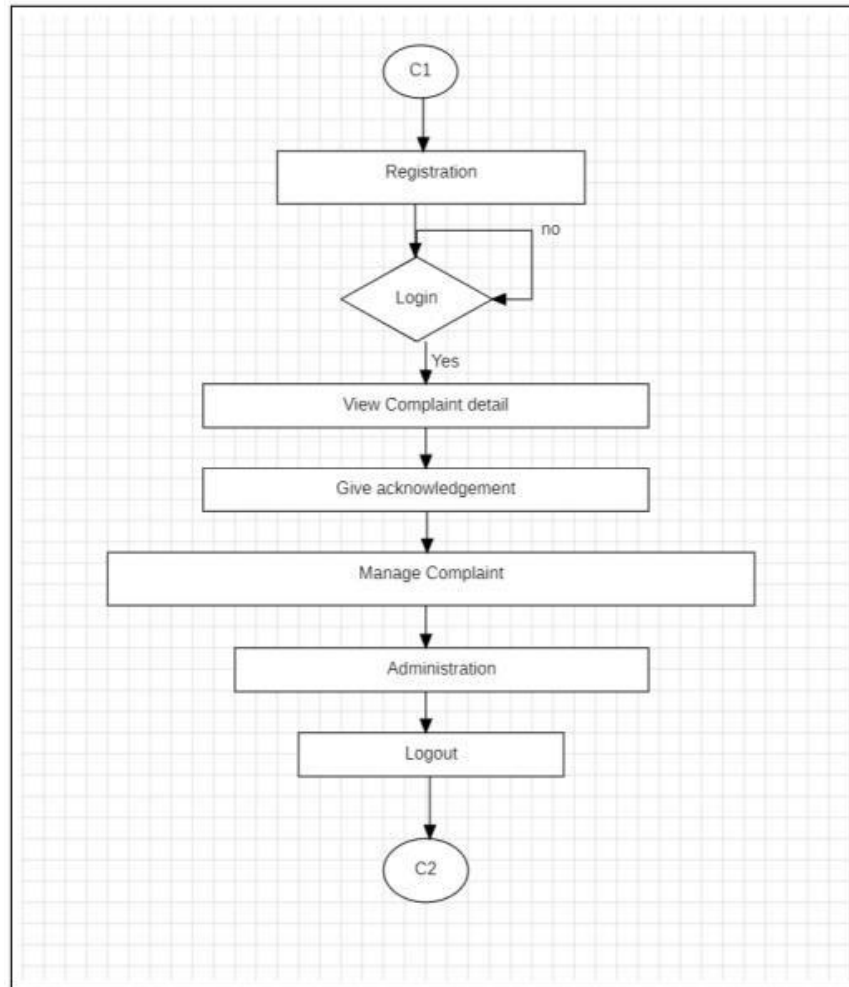 C1
Registration
no
Login
Yes
View Complaint detail
Give acknowledgement
Manage Complaint
Administration
Logout
C2